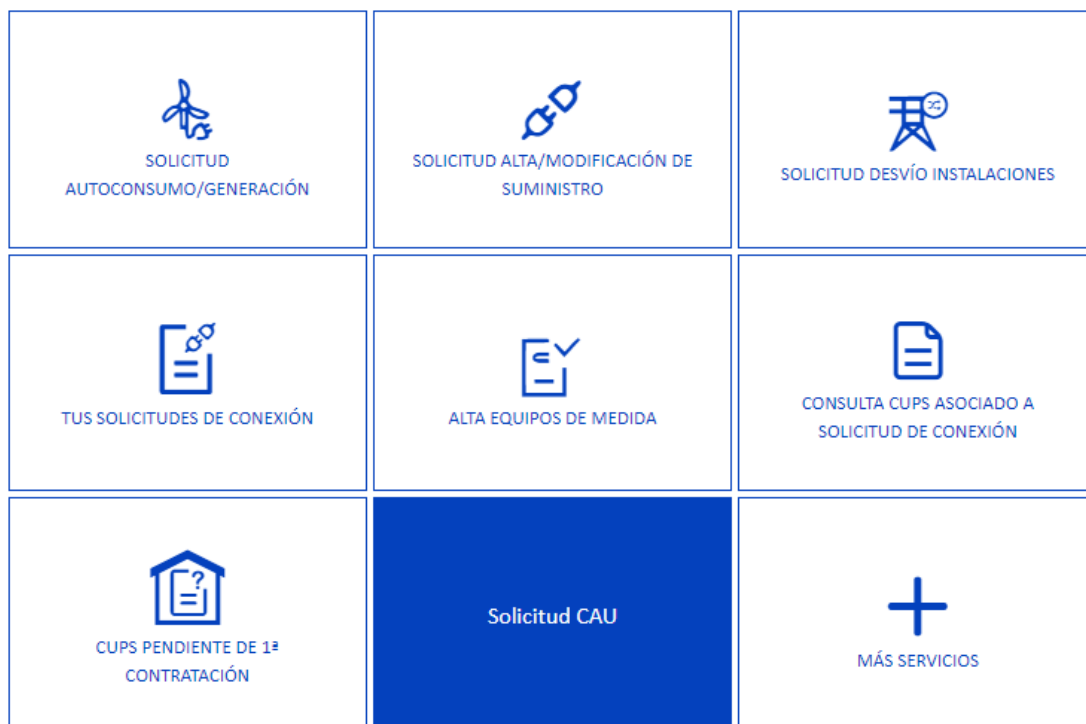 SOLICITUD
AUTOCONSUMO/GENERACIÓN
SOLICITUD ALTA/MODIFICACIÓN DE
SUMINISTRO
SOLICITUD DESVÍO INSTALACIONES
TUS SOLICITUDES DE CONEXIÓN
ALTA EQUIPOS DE MEDIDA
CONSULTA CUPS ASOCIADO A
SOLICITUD DE CONEXIÓN
CUPS PENDIENTE DE 1ª
CONTRATACIÓN
Solicitud CAU
MÁS SERVICIOS